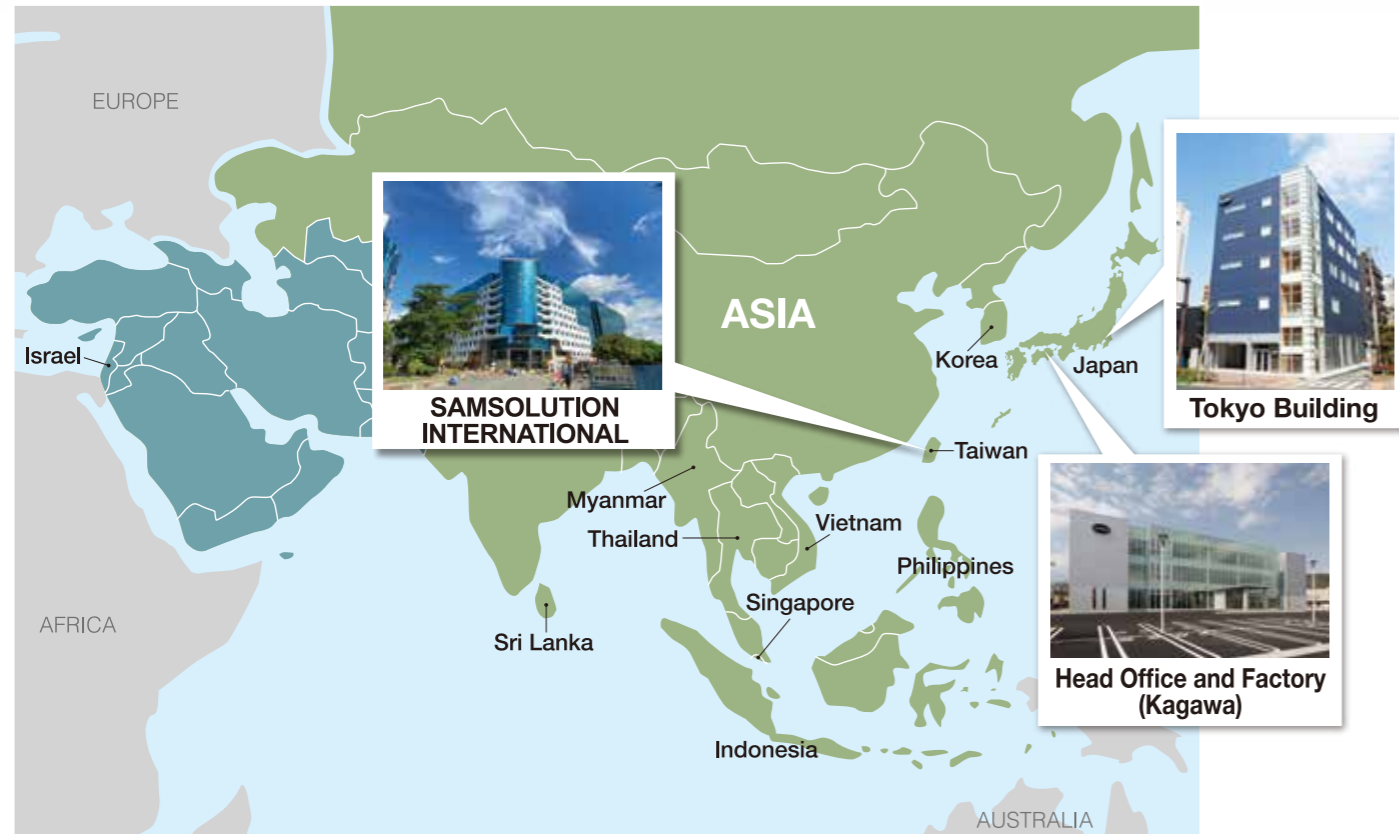 EUROPE
ASIA
Israel
SAMSOLUTION
INTERNATIONAL
Korea
Japan
Tokyo Building
Taiwan
Myanmar
Thailand
Vietnam
Philippines
Singapore
Sri Lanka
AFRICA
Head Office and Factory
(Kagawa)
Indonesia
AUSTRALIA